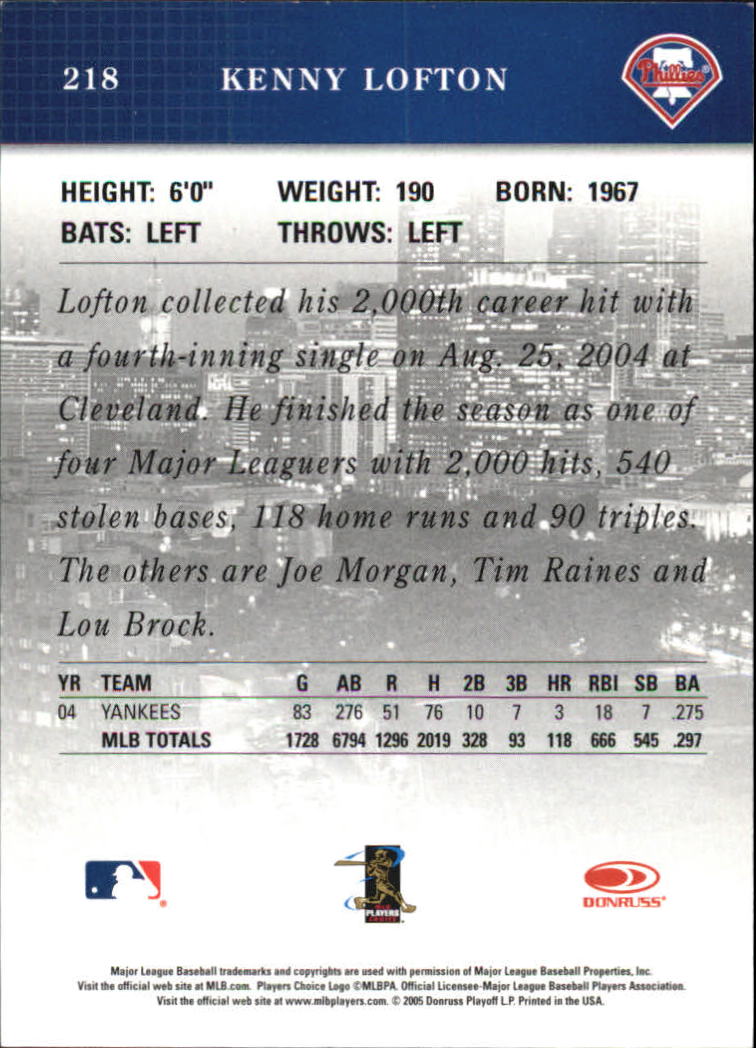 218 KENNY LOFTON Phillies®
HEIGHT: 6'0" WEIGHT: 190 BORN: 1967
BATS: LEFT THROWS: LEFT
Lofton collected his 2,000th career hit with
a fourth-inning single on Aug. 25, 2004 at
Cleveland. He finished the season as one of
four Major Leaguers with 2,000 hits, 540
stolen bases, 118 home runs and 90 triples.
The others are Joe Morgan, Tim Raines and
Lou Brock.
YR TEAM G AB R H 2B 3B HR RBI SB BA
04 YANKEES 83 276 51 76 10 7 3 18 7 .275
MLB TOTALS 1728 6794 1296 2019 328 93 118 666 545 .297
MLB
PLAYERS
CHOICE
DONRUSS®
Major League Baseball trademarks and copyrights are used with permission of Major League Baseball Properties, Inc.
Visit the official web site at MLB.com. Players Choice Logo ©MLBPA. Official Licensee-Major League Baseball Players Association.
Visit the official web site at www.mlbplayers.com. © 2005 Donruss Playoff L.P. Printed in the USA.